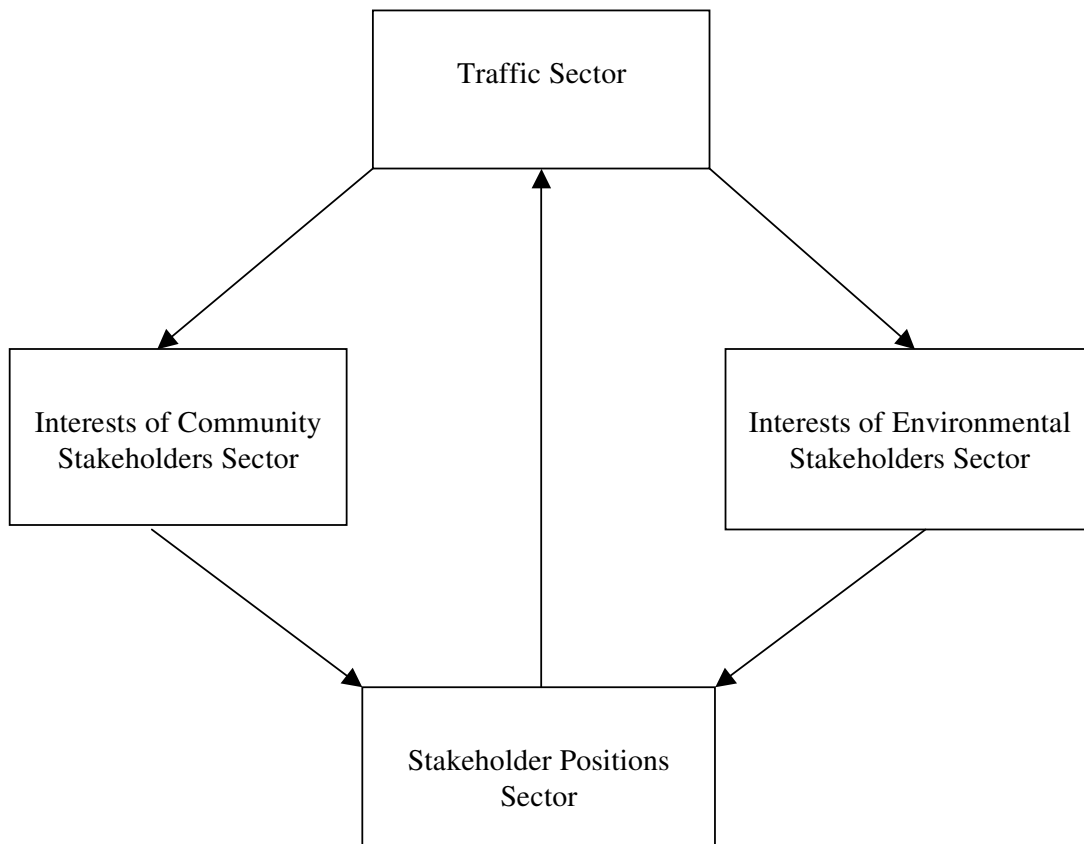 Traffic Sector
Interests of Community
Stakeholders Sector
Interests of Environmental
Stakeholders Sector
Stakeholder Positions
Sector